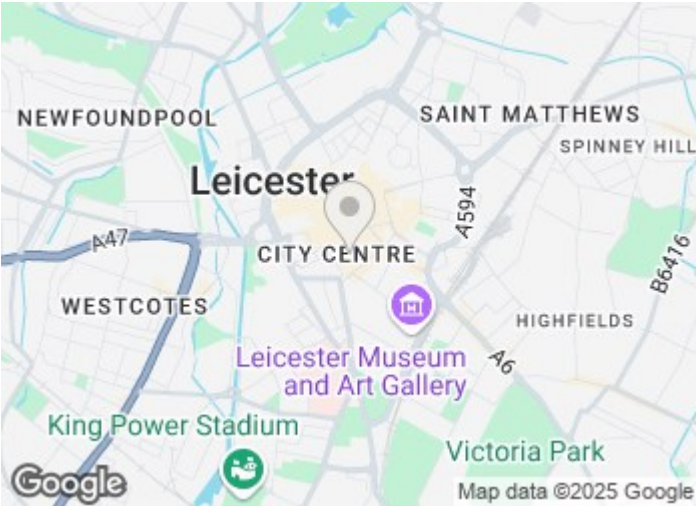 NEWFOUNDPOOL
SAINT MATTHEWS
SPINNEY HILL
Leicester
A594
A47
CITY CENTRE
B6416
WESTCOTES
HIGHFIELDS
Leicester Museum
and Art Gallery
A6
King Power Stadium
Victoria Park
Google
Map data ©2025 Google